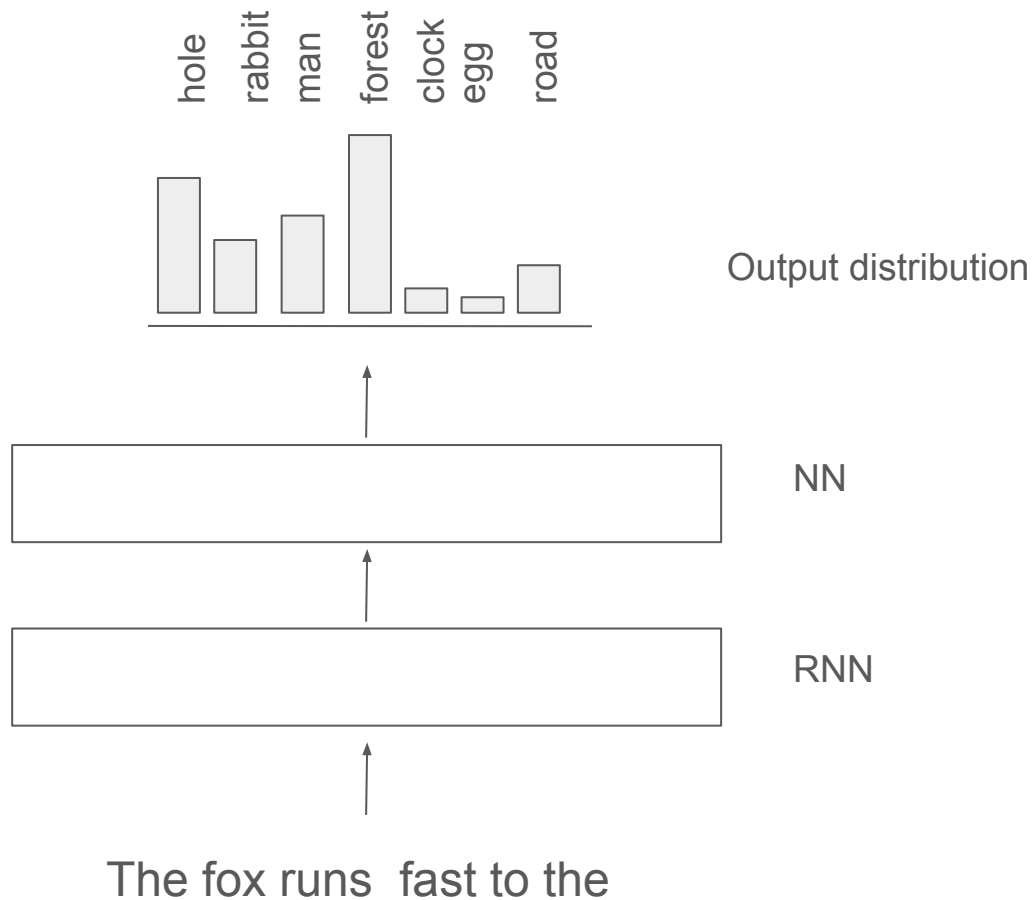 hole
rabbit
man
forest
clock
egg
road
Output distribution
NN
RNN
The fox runs  fast to the